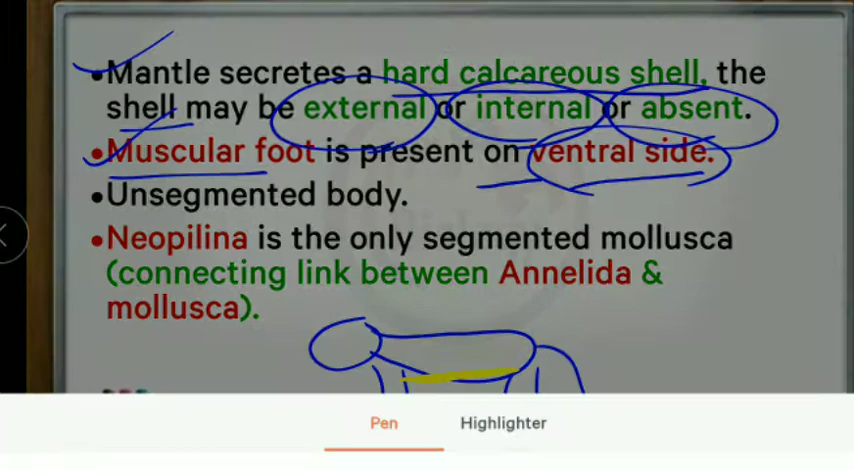 •Mantle secretes a hard calcareous shell, the
shell may be external or internal or absent.
•Muscular foot is present on ventral side.
•Unsegmented body.
•Neopilina is the only segmented mollusca
(connecting link between Annelida &
mollusca).
Pen Highlighter